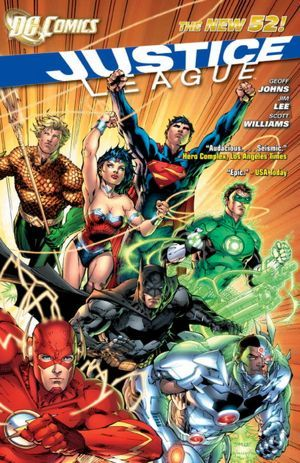 DC COMICS
THE NEW 52!
JUSTICE
LEAGUE
GEOFF
JOHNS
JIM
LEE
SCOTT
WILLIAMS
"Audacious. Seismic."
Hero Complex, Los Angeles Times
"Epic." -USA Today